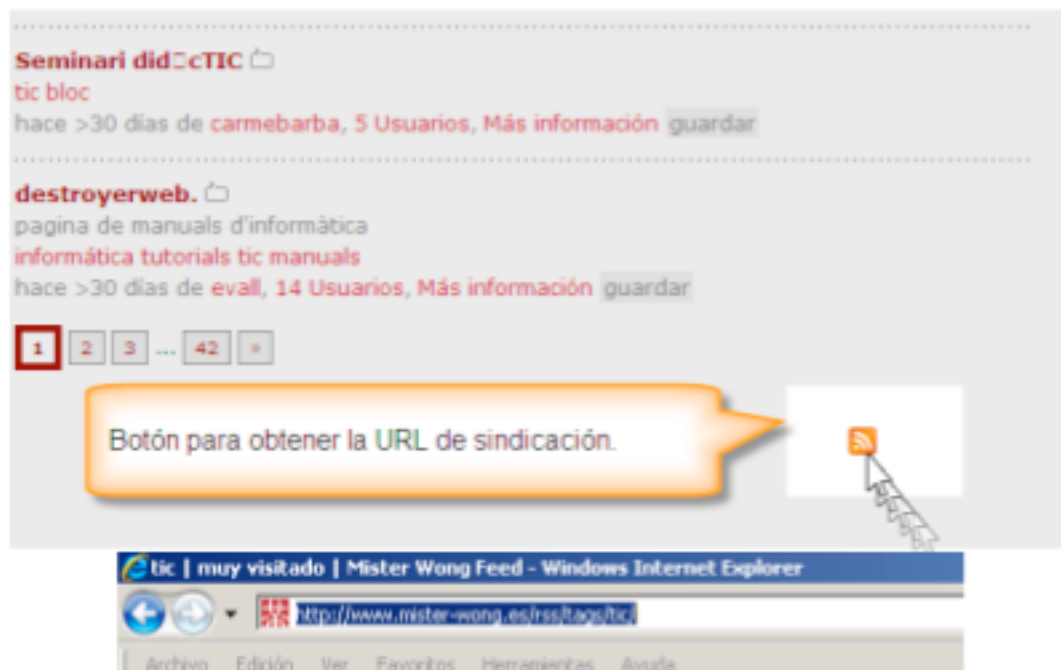 Seminari did□cTIC
tic bloc
hace >30 días de carmebarba, 5 Usuarios, Más información guardar
destroyerweb.
pagina de manuals d'informàtica
informática tutorials tic manuals
hace >30 días de evall, 14 Usuarios, Más información guardar
1 2 3 ... 42 »
Botón para obtener la URL de sindicación.
tic | muy visitado | Mister Wong Feed - Windows Internet Explorer
http://www.mister-wong.es/rss/tags/tic/
Archivo Edición Ver Favoritos Herramientas Ayuda